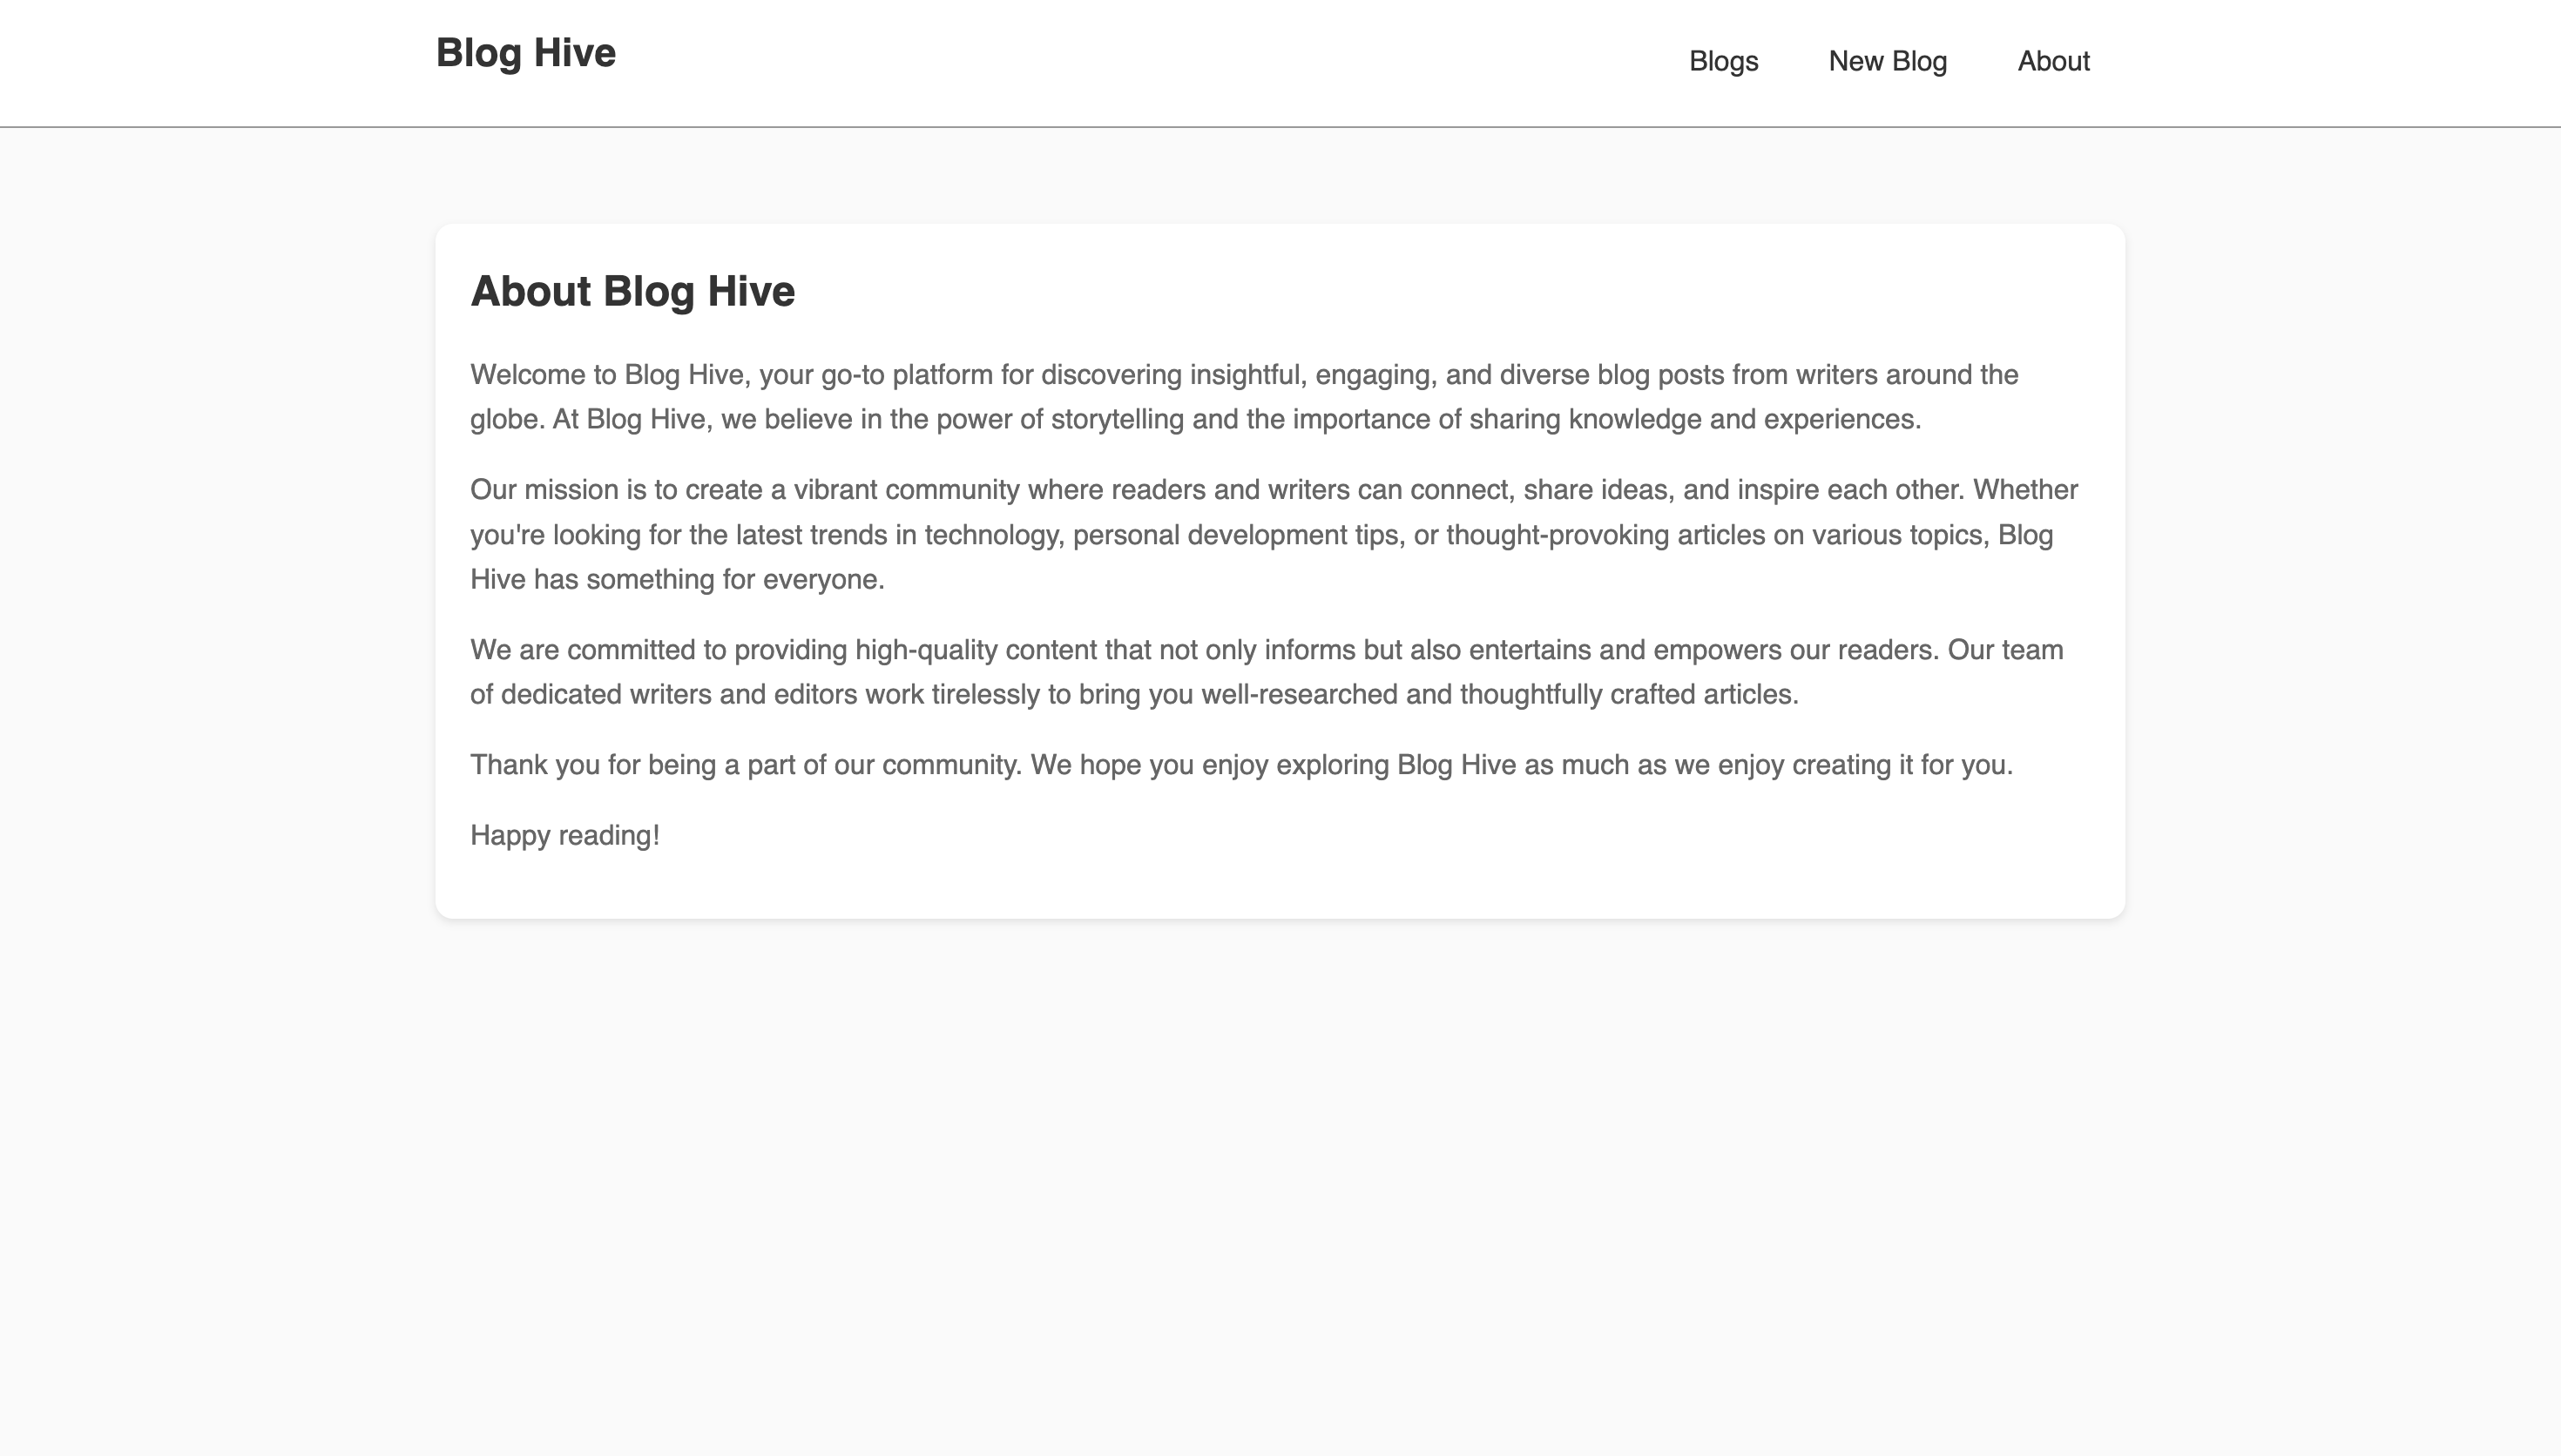 Blog Hive
Blogs
New Blog
About
About Blog Hive
Welcome to Blog Hive, your go-to platform for discovering insightful, engaging, and diverse blog posts from writers around the
globe. At Blog Hive, we believe in the power of storytelling and the importance of sharing knowledge and experiences.
Our mission is to create a vibrant community where readers and writers can connect, share ideas, and inspire each other. Whether
you're looking for the latest trends in technology, personal development tips, or thought-provoking articles on various topics, Blog
Hive has something for everyone.
We are committed to providing high-quality content that not only informs but also entertains and empowers our readers. Our team
of dedicated writers and editors work tirelessly to bring you well-researched and thoughtfully crafted articles.
Thank you for being a part of our community. We hope you enjoy exploring Blog Hive as much as we enjoy creating it for you.
Happy reading!